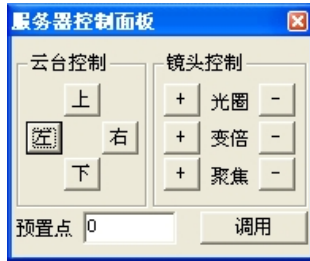 服务器控制面板
云台控制 镜头控制
上 + 光圈 -
左 右 + 变倍 -
下 + 聚焦 -
预置点 0 调用